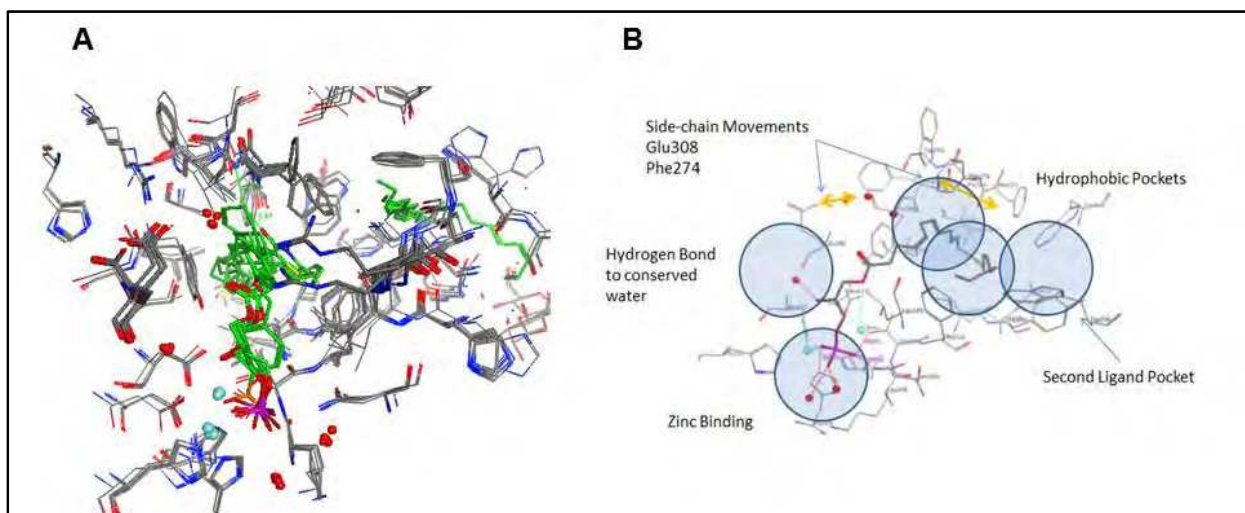 A
B
Side-chain Movements
Glu308
Phe274
Hydrophobic Pockets
Hydrogen Bond
to conserved
water
Second Ligand Pocket
Zinc Binding